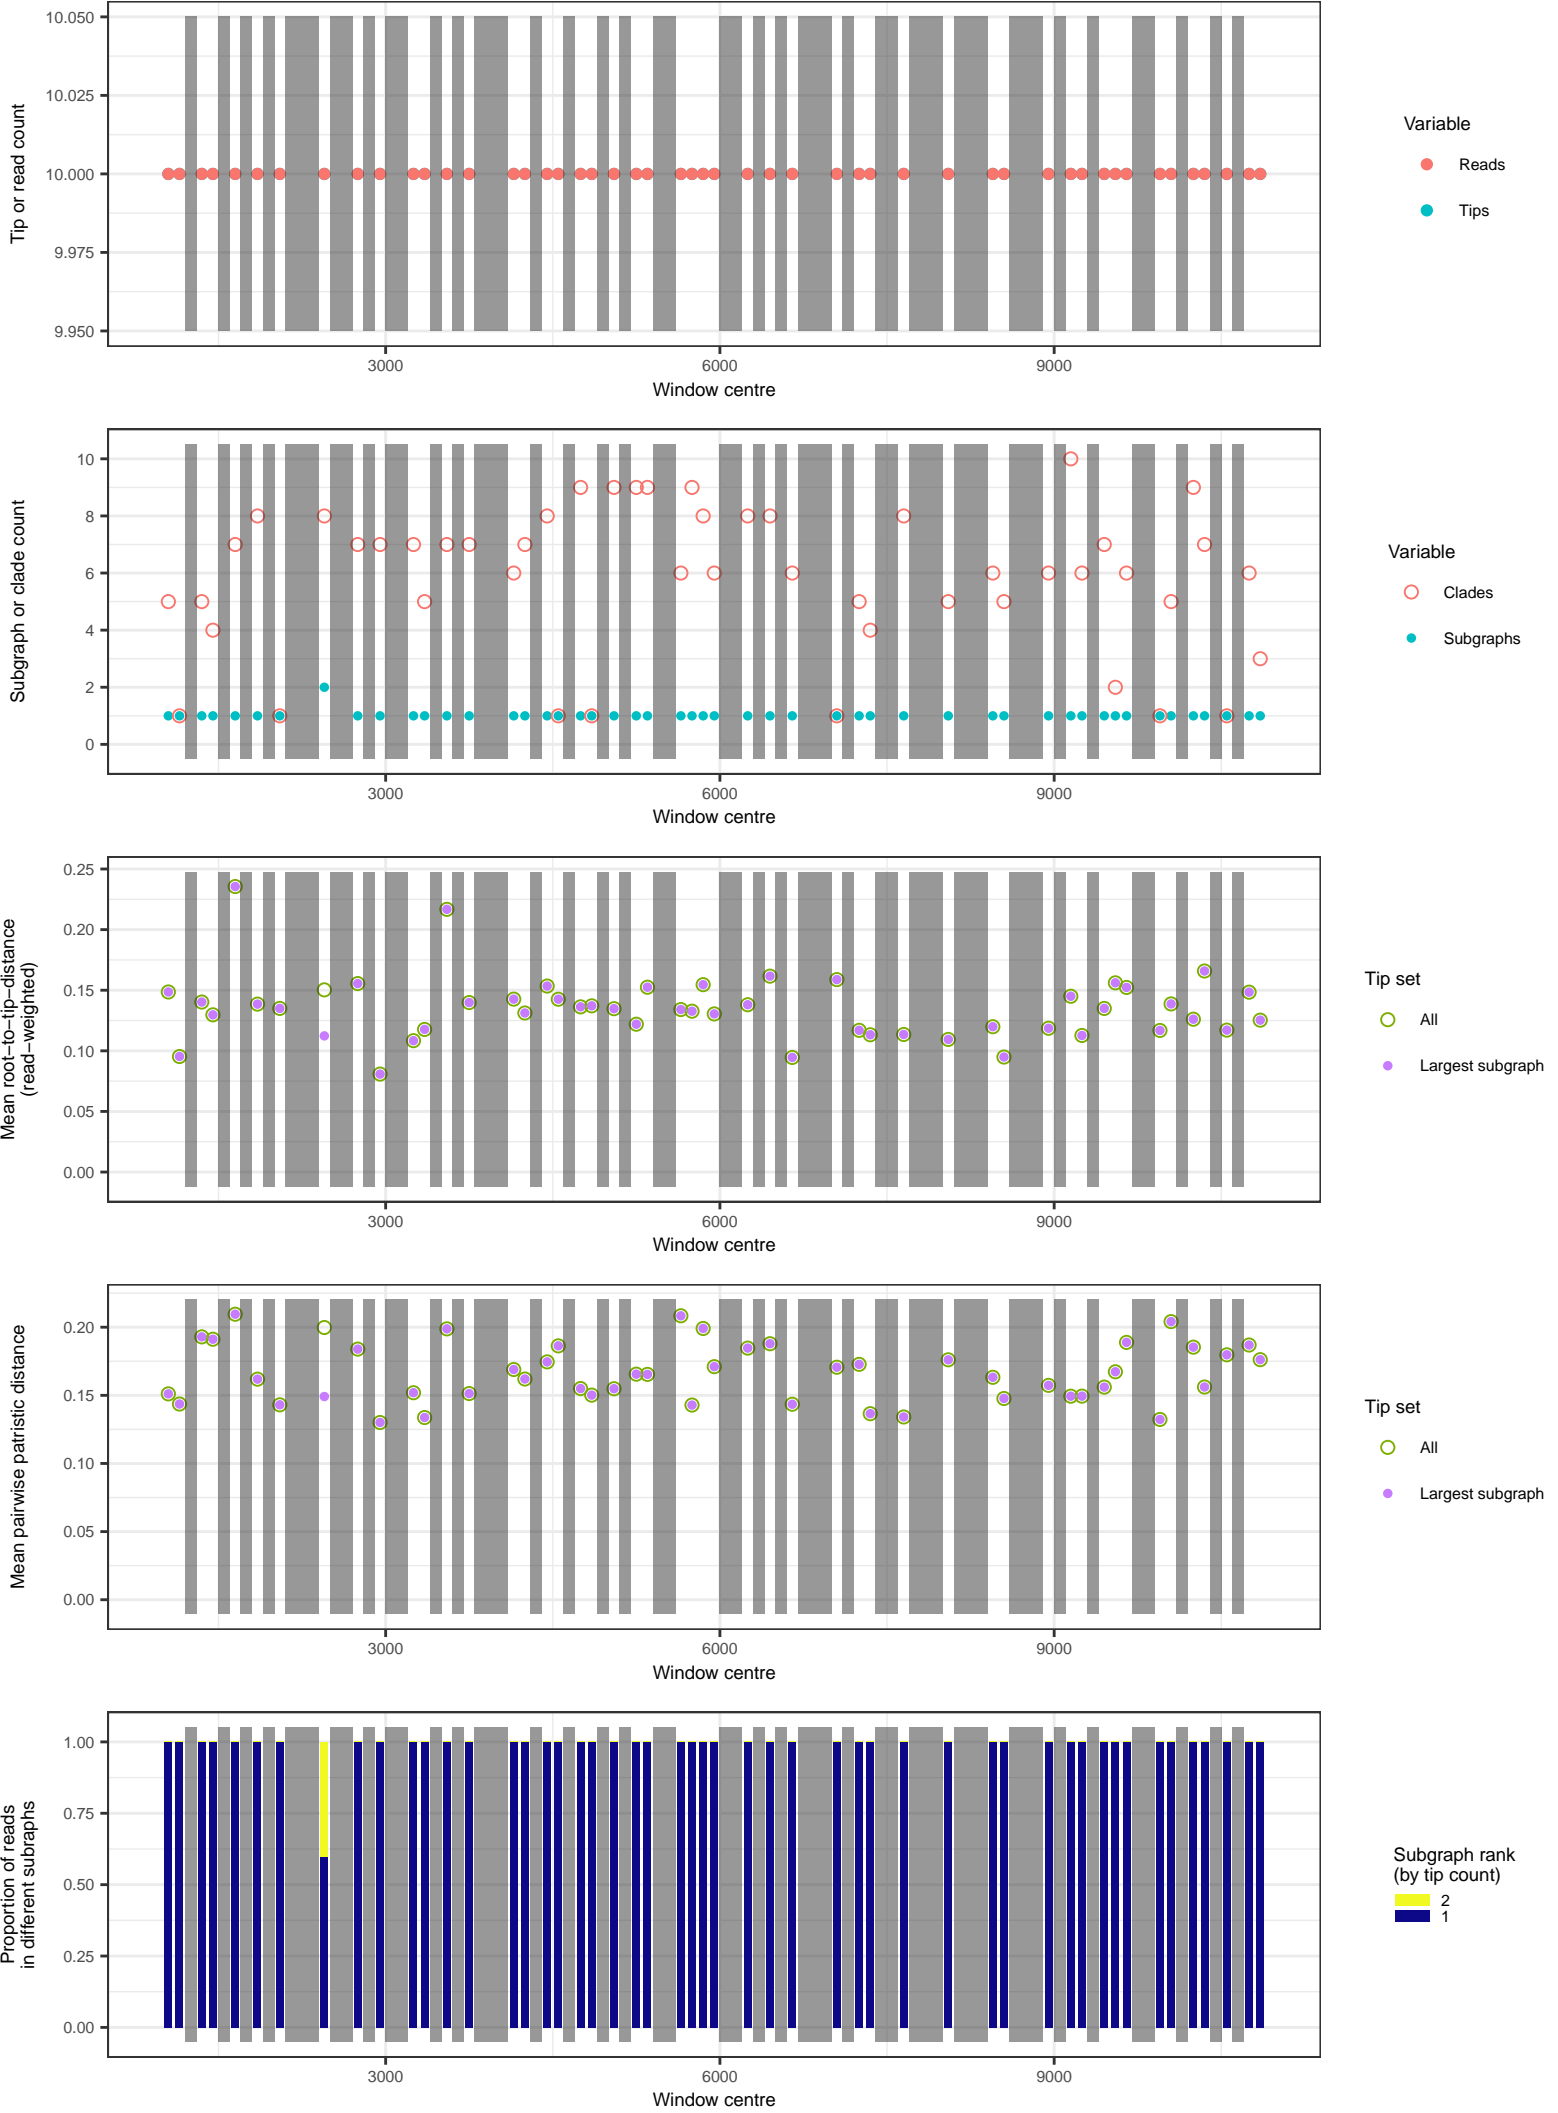 10.050
10.025
10.000
9.975
9.950
Tip or read count
3000
6000
9000
Window centre
Variable
Reads
Tips
10
8
6
4
2
0
Subgraph or clade count
3000
6000
9000
Window centre
Variable
Clades
Subgraphs
0.25
0.20
0.15
0.10
0.05
0.00
Mean root−to−tip−distance
(read−weighted)
3000
6000
9000
Window centre
Tip set
All
Largest subgraph
0.20
0.15
0.10
0.05
0.00
Mean pairwise patristic distance
3000
6000
9000
Window centre
Tip set
All
Largest subgraph
1.00
0.75
0.50
0.25
0.00
Proportion of reads
in different subraphs
3000
6000
9000
Window centre
Subgraph rank
(by tip count)
2
1